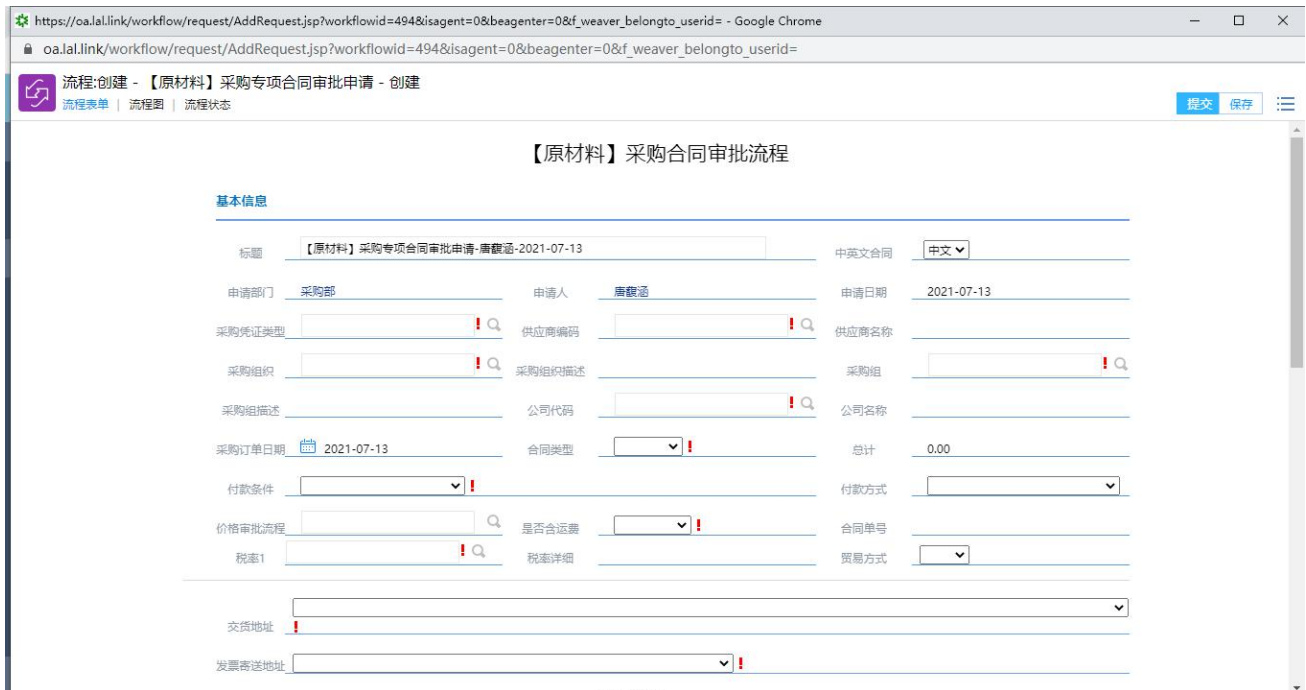 https://oa.lal.link/workflow/request/AddRequest.jsp?workflowid=494&isagent=0&beagenter=0&f_weaver_belongto_userid= - Google Chrome
oa.lal.link/workflow/request/AddRequest.jsp?workflowid=494&isagent=0&beagenter=0&f_weaver_belongto_userid=
流程:创建 - 【原材料】采购专项合同审批申请 - 创建
流程表单 | 流程图 | 流程状态 提交 保存
【原材料】采购合同审批流程
基本信息
标题 【原材料】采购专项合同审批申请-唐馥涵-2021-07-13 中英文合同 中文
申请部门 采购部 申请人 唐馥涵 申请日期 2021-07-13
采购凭证类型 ! 供应商编码 ! 供应商名称
采购组织 ! 采购组织描述 采购组 !
采购组描述 公司代码 ! 公司名称
采购订单日期 2021-07-13 合同类型 ! 总计 0.00
付款条件 ! 付款方式
价格审批流程 是否含运费 ! 合同单号
税率1 ! 税率详细 贸易方式
交货地址 !
发票寄送地址 !